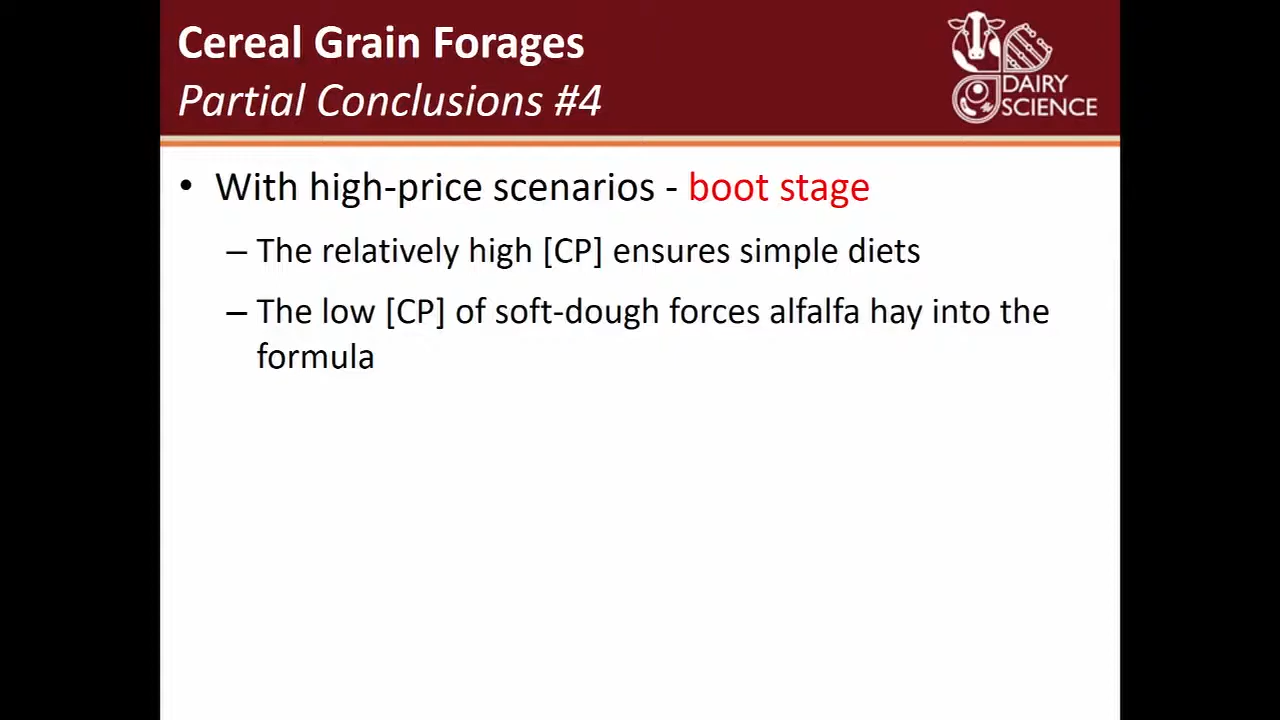 Cereal Grain Forages
Partial Conclusions #4
DAIRY
SCIENCE
• With high-price scenarios - boot stage
– The relatively high [CP] ensures simple diets
– The low [CP] of soft-dough forces alfalfa hay into the
formula